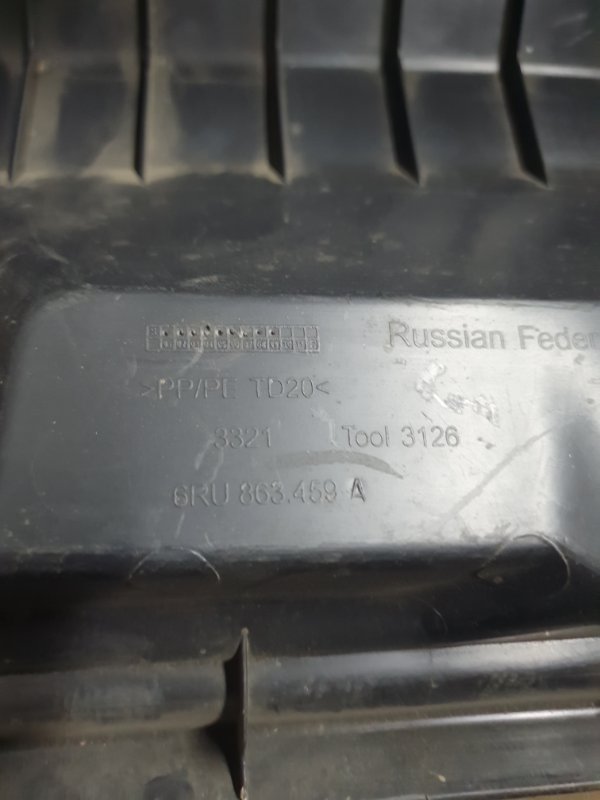 Russian Feder
>PP/PE TD20<
3321 Tool 3126
6RU 863.459 A